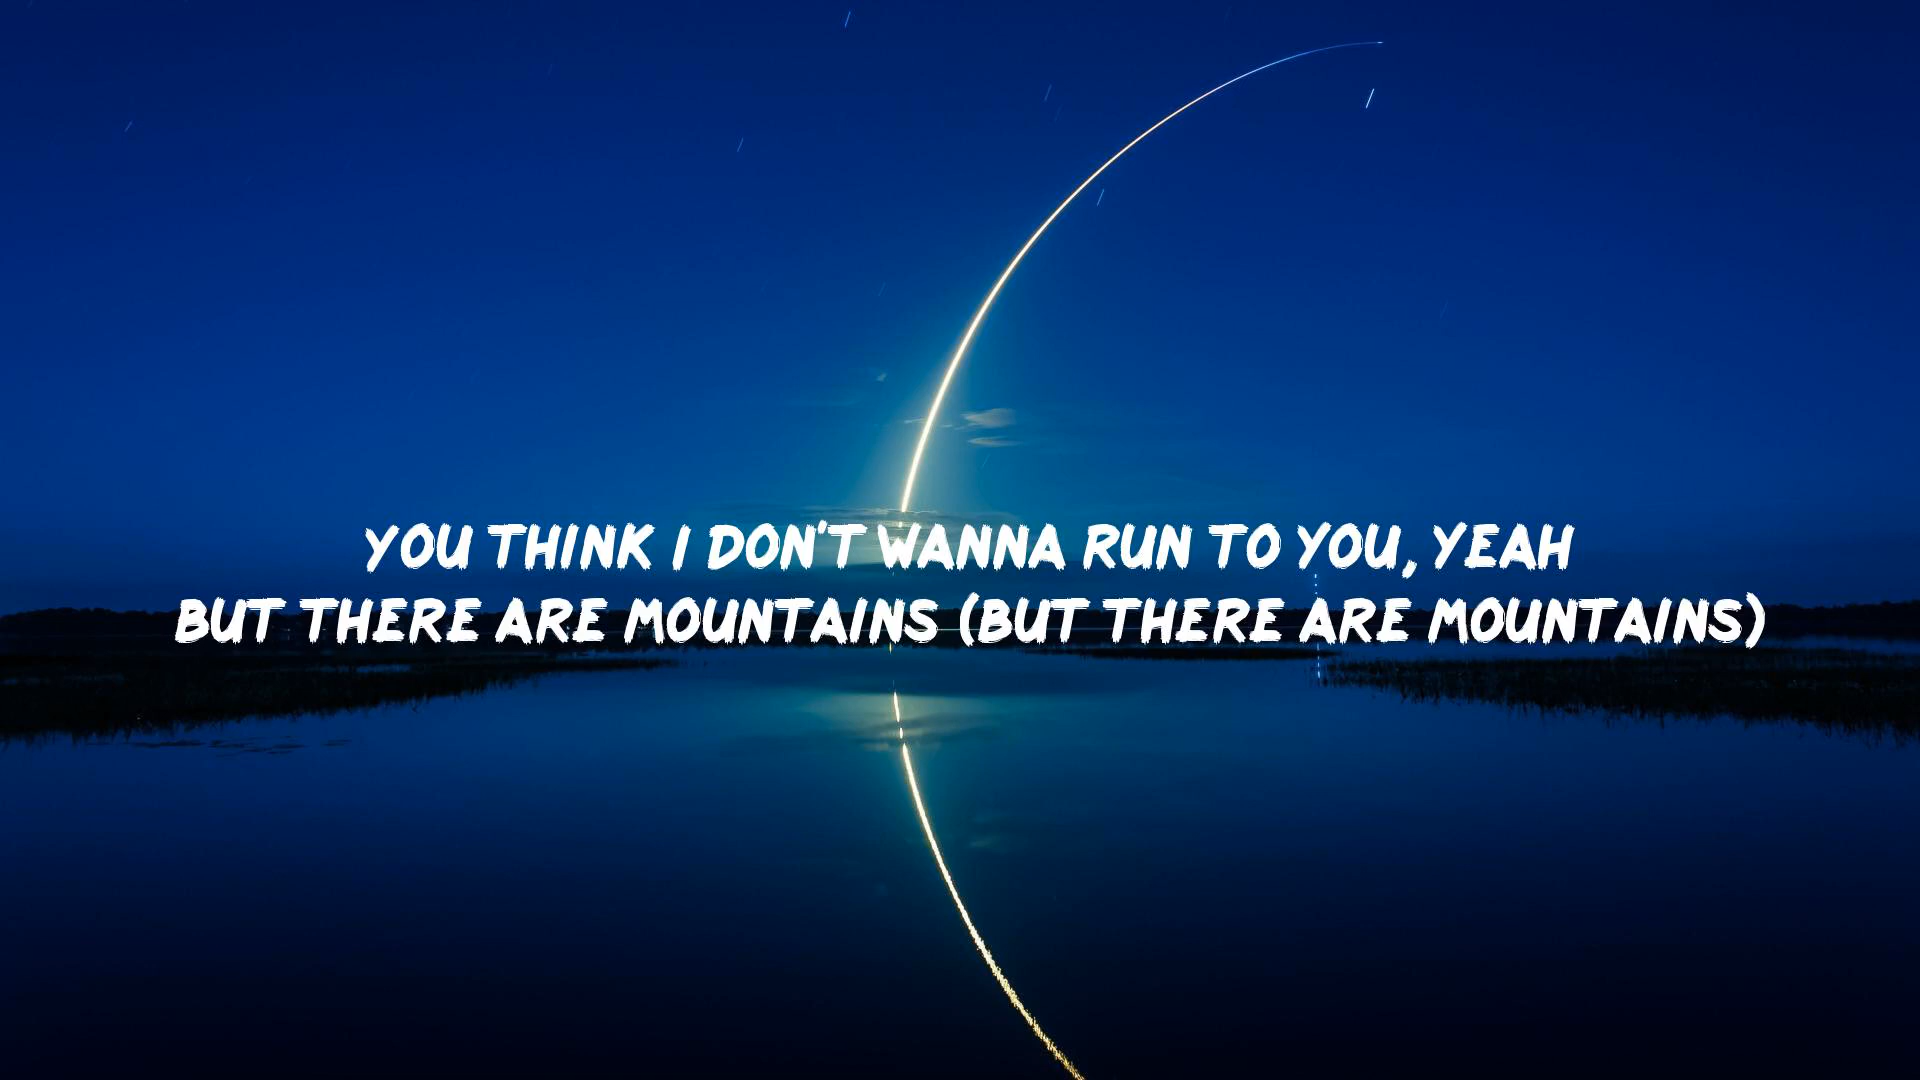 YOU THINK I DON'T WANNA RUN TO YOU, YEAH
BUT THERE ARE MOUNTAINS (BUT THERE ARE MOUNTAINS)